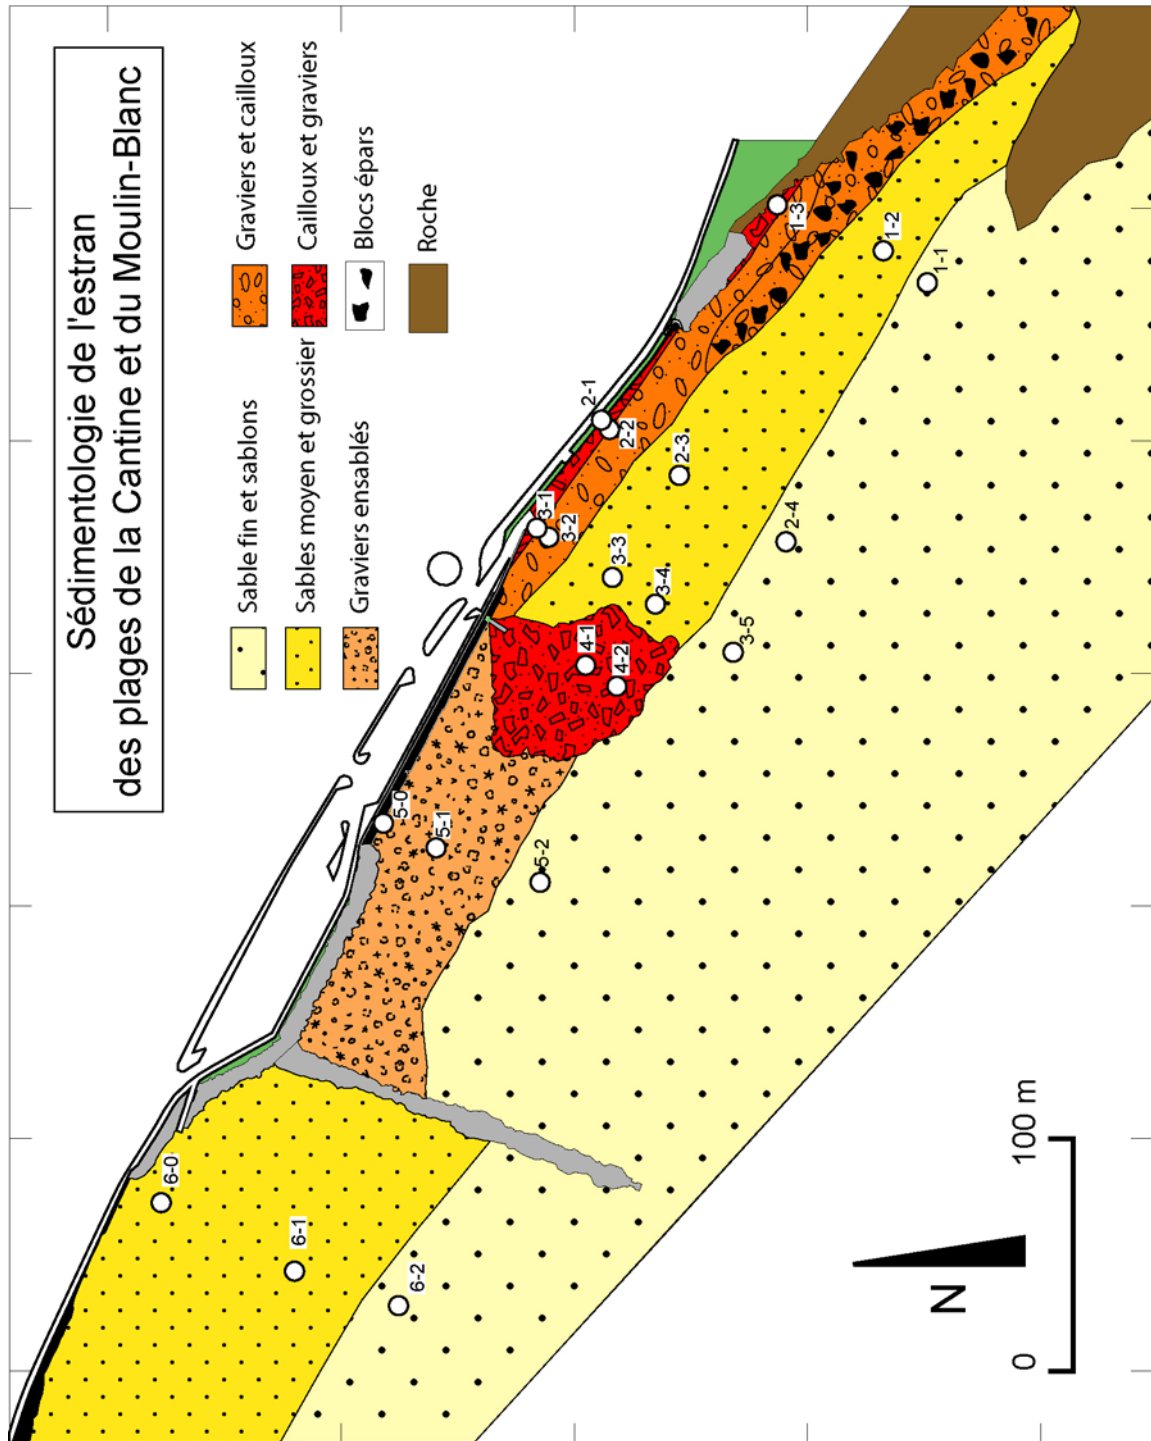 Sédimentologie de l'estran
des plages de la Cantine et du Moulin-Blanc
Sable fin et sablons
Sables moyen et grossier
Graviers ensablés
Graviers et cailloux
Cailloux et graviers
Blocs épars
Roche
6-0
6-1
6-2
5-0
5-1
5-2
4-1
4-2
3-1
3-2
3-3
3-4
3-5
2-1
2-2
2-3
2-4
1-3
1-2
1-1
N
0
100 m